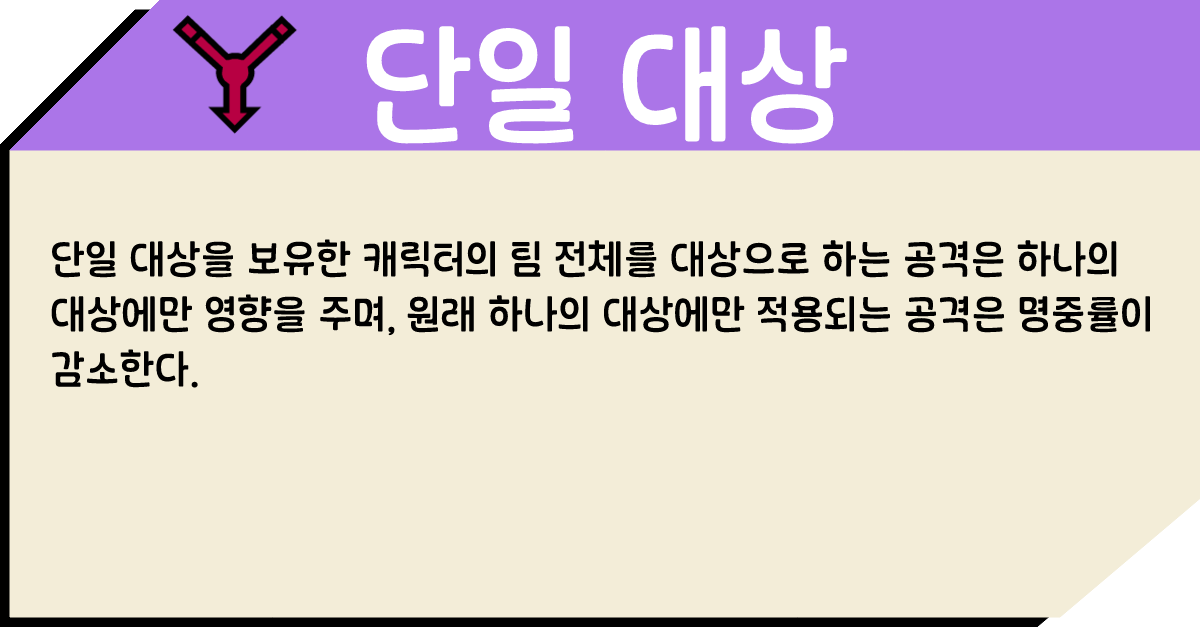 단일 대상
단일 대상을 보유한 캐릭터의 팀 전체를 대상으로 하는 공격은 하나의
대상에만 영향을 주며, 원래 하나의 대상에만 적용되는 공격은 명중률이
감소한다.